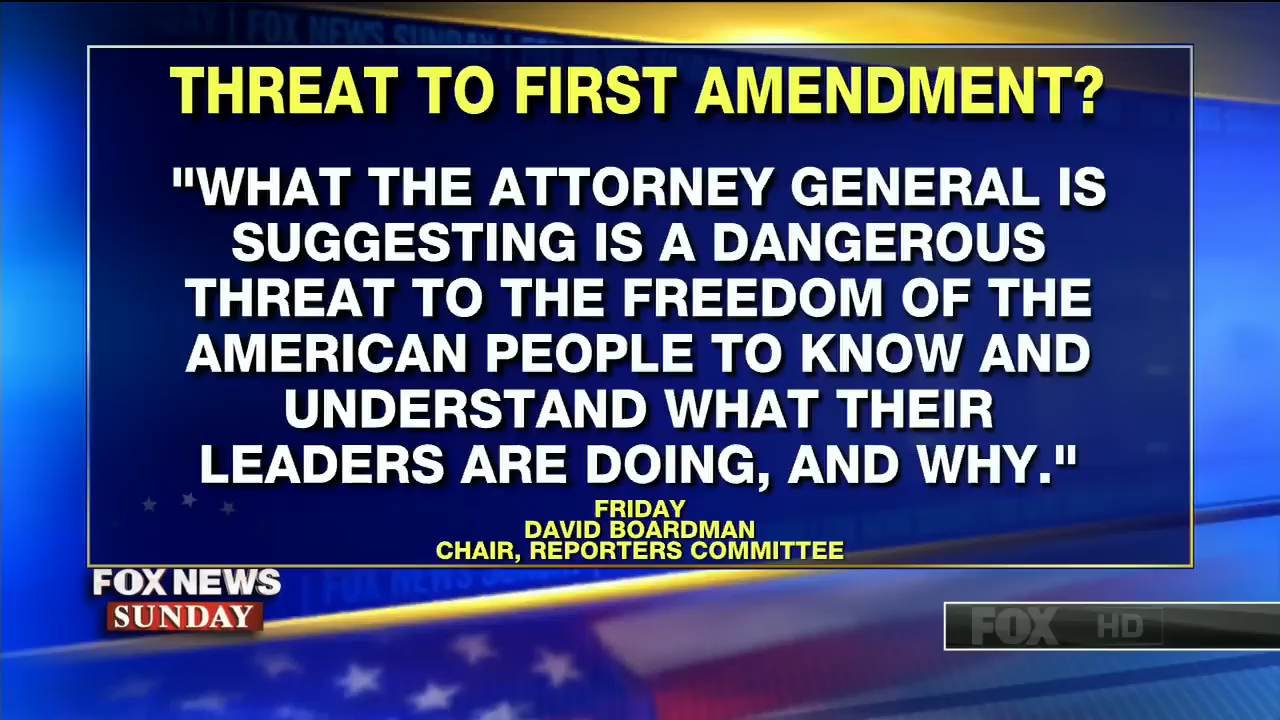 THREAT TO FIRST AMENDMENT?
"WHAT THE ATTORNEY GENERAL IS
SUGGESTING IS A DANGEROUS
THREAT TO THE FREEDOM OF THE
AMERICAN PEOPLE TO KNOW AND
UNDERSTAND WHAT THEIR
LEADERS ARE DOING, AND WHY."
FRIDAY
DAVID BOARDMAN
CHAIR, REPORTERS COMMITTEE
FOX NEWS
SUNDAY
FOX HD